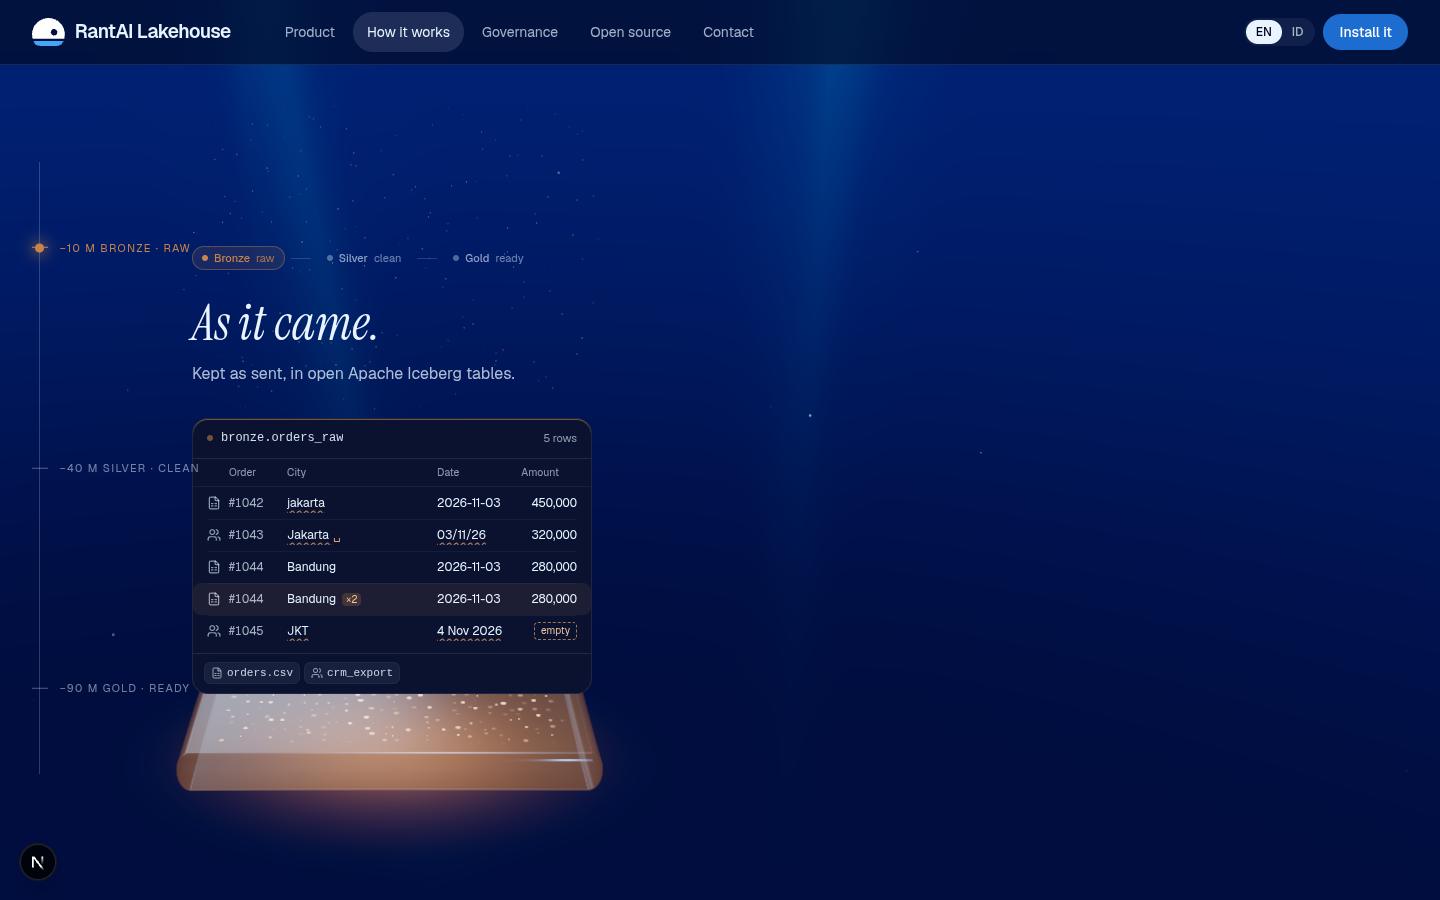 RantAI Lakehouse Product How it works Governance Open source Contact EN ID Install it
−10 M BRONZE · RAW
Bronze raw Silver clean Gold ready
As it came.
Kept as sent, in open Apache Iceberg tables.
bronze.orders_raw 5 rows
−40 M SILVER · CLEAN
Order City Date Amount
#1042 jakarta 2026-11-03 450,000
#1043 Jakarta ␣ 03/11/26 320,000
#1044 Bandung 2026-11-03 280,000
#1044 Bandung ×2 2026-11-03 280,000
#1045 JKT 4 Nov 2026 empty
orders.csv crm_export
−90 M GOLD · READY
N